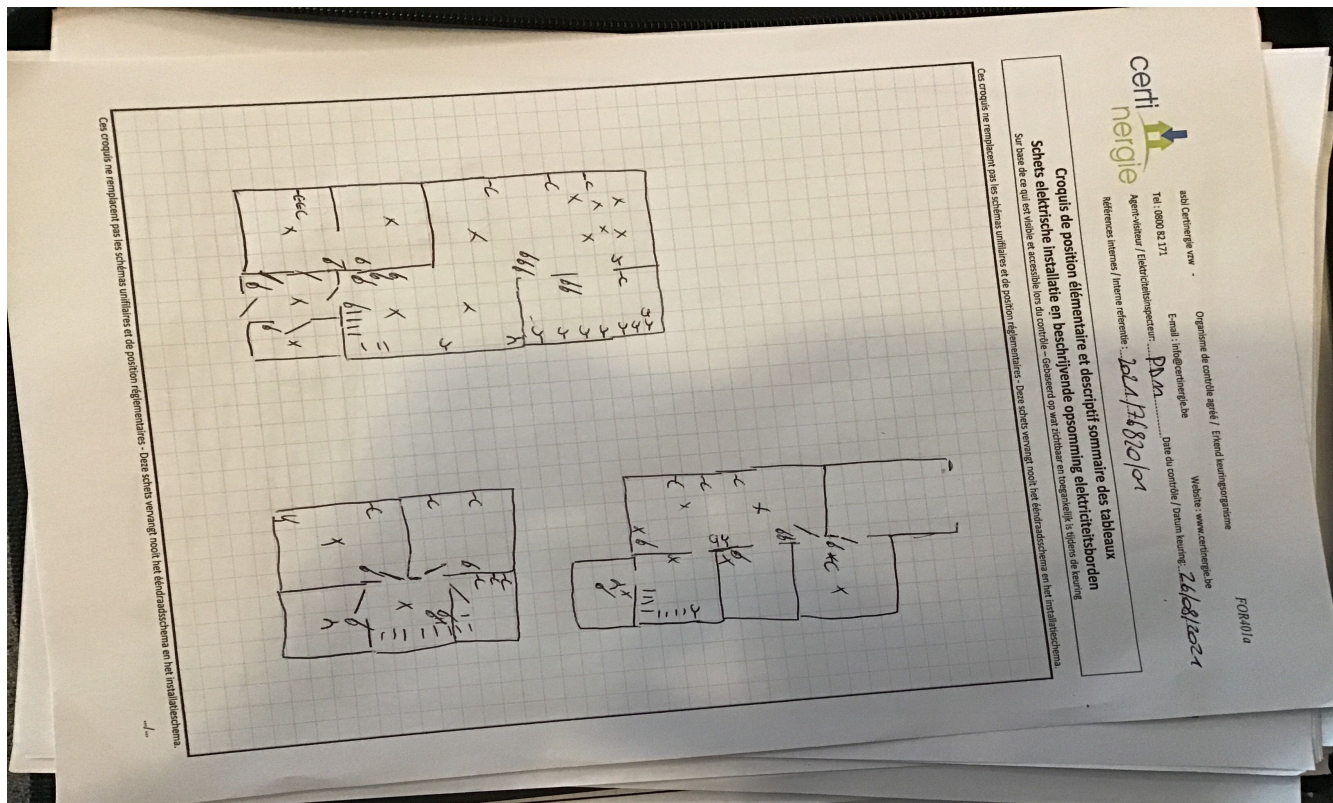 FOR401a
certinergie
asbl Certinergie vzw - Organisme de contrôle agréé / Erkend keuringsorganisme
Tel : 0800 82 171 E-mail : info@certinergie.be Website : www.certinergie.be
Agent-visiteur / Elektriciteitsinspecteur: PDM Date du contrôle / Datum keuring: 26/08/2021
Références internes / Interne referentie : 2021/76820/01
Croquis de position élémentaire et descriptif sommaire des tableaux
Schets elektrische installatie en beschrijvende opsomming elektriciteitsborden
Sur base de ce qui est visible et accessible lors du contrôle – Gebaseerd op wat zichtbaar en toegankelijk is tijdens de keuring
Ces croquis ne remplacent pas les schémas unifilaires et de position réglementaires - Deze schets vervangt nooit het ééndraadsschema en het installatieschema.
Ces croquis ne remplacent pas les schémas unifilaires et de position réglementaires - Deze schets vervangt nooit het ééndraadsschema en het installatieschema.
.../...